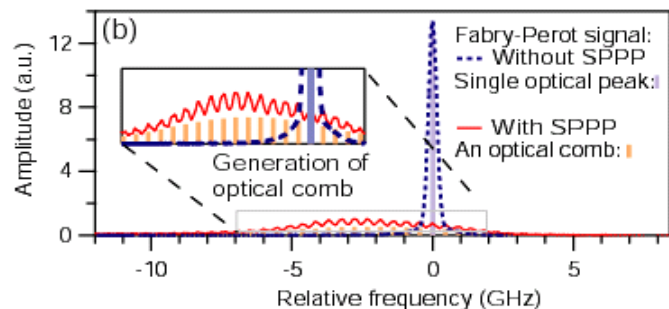 (b)
Fabry-Perot signal:
Without SPPP
Single optical peak:
With SPPP
An optical comb:
Generation of
optical comb
Amplitude (a.u.)
12
8
4
0
-10
-5
0
5
Relative frequency (GHz)